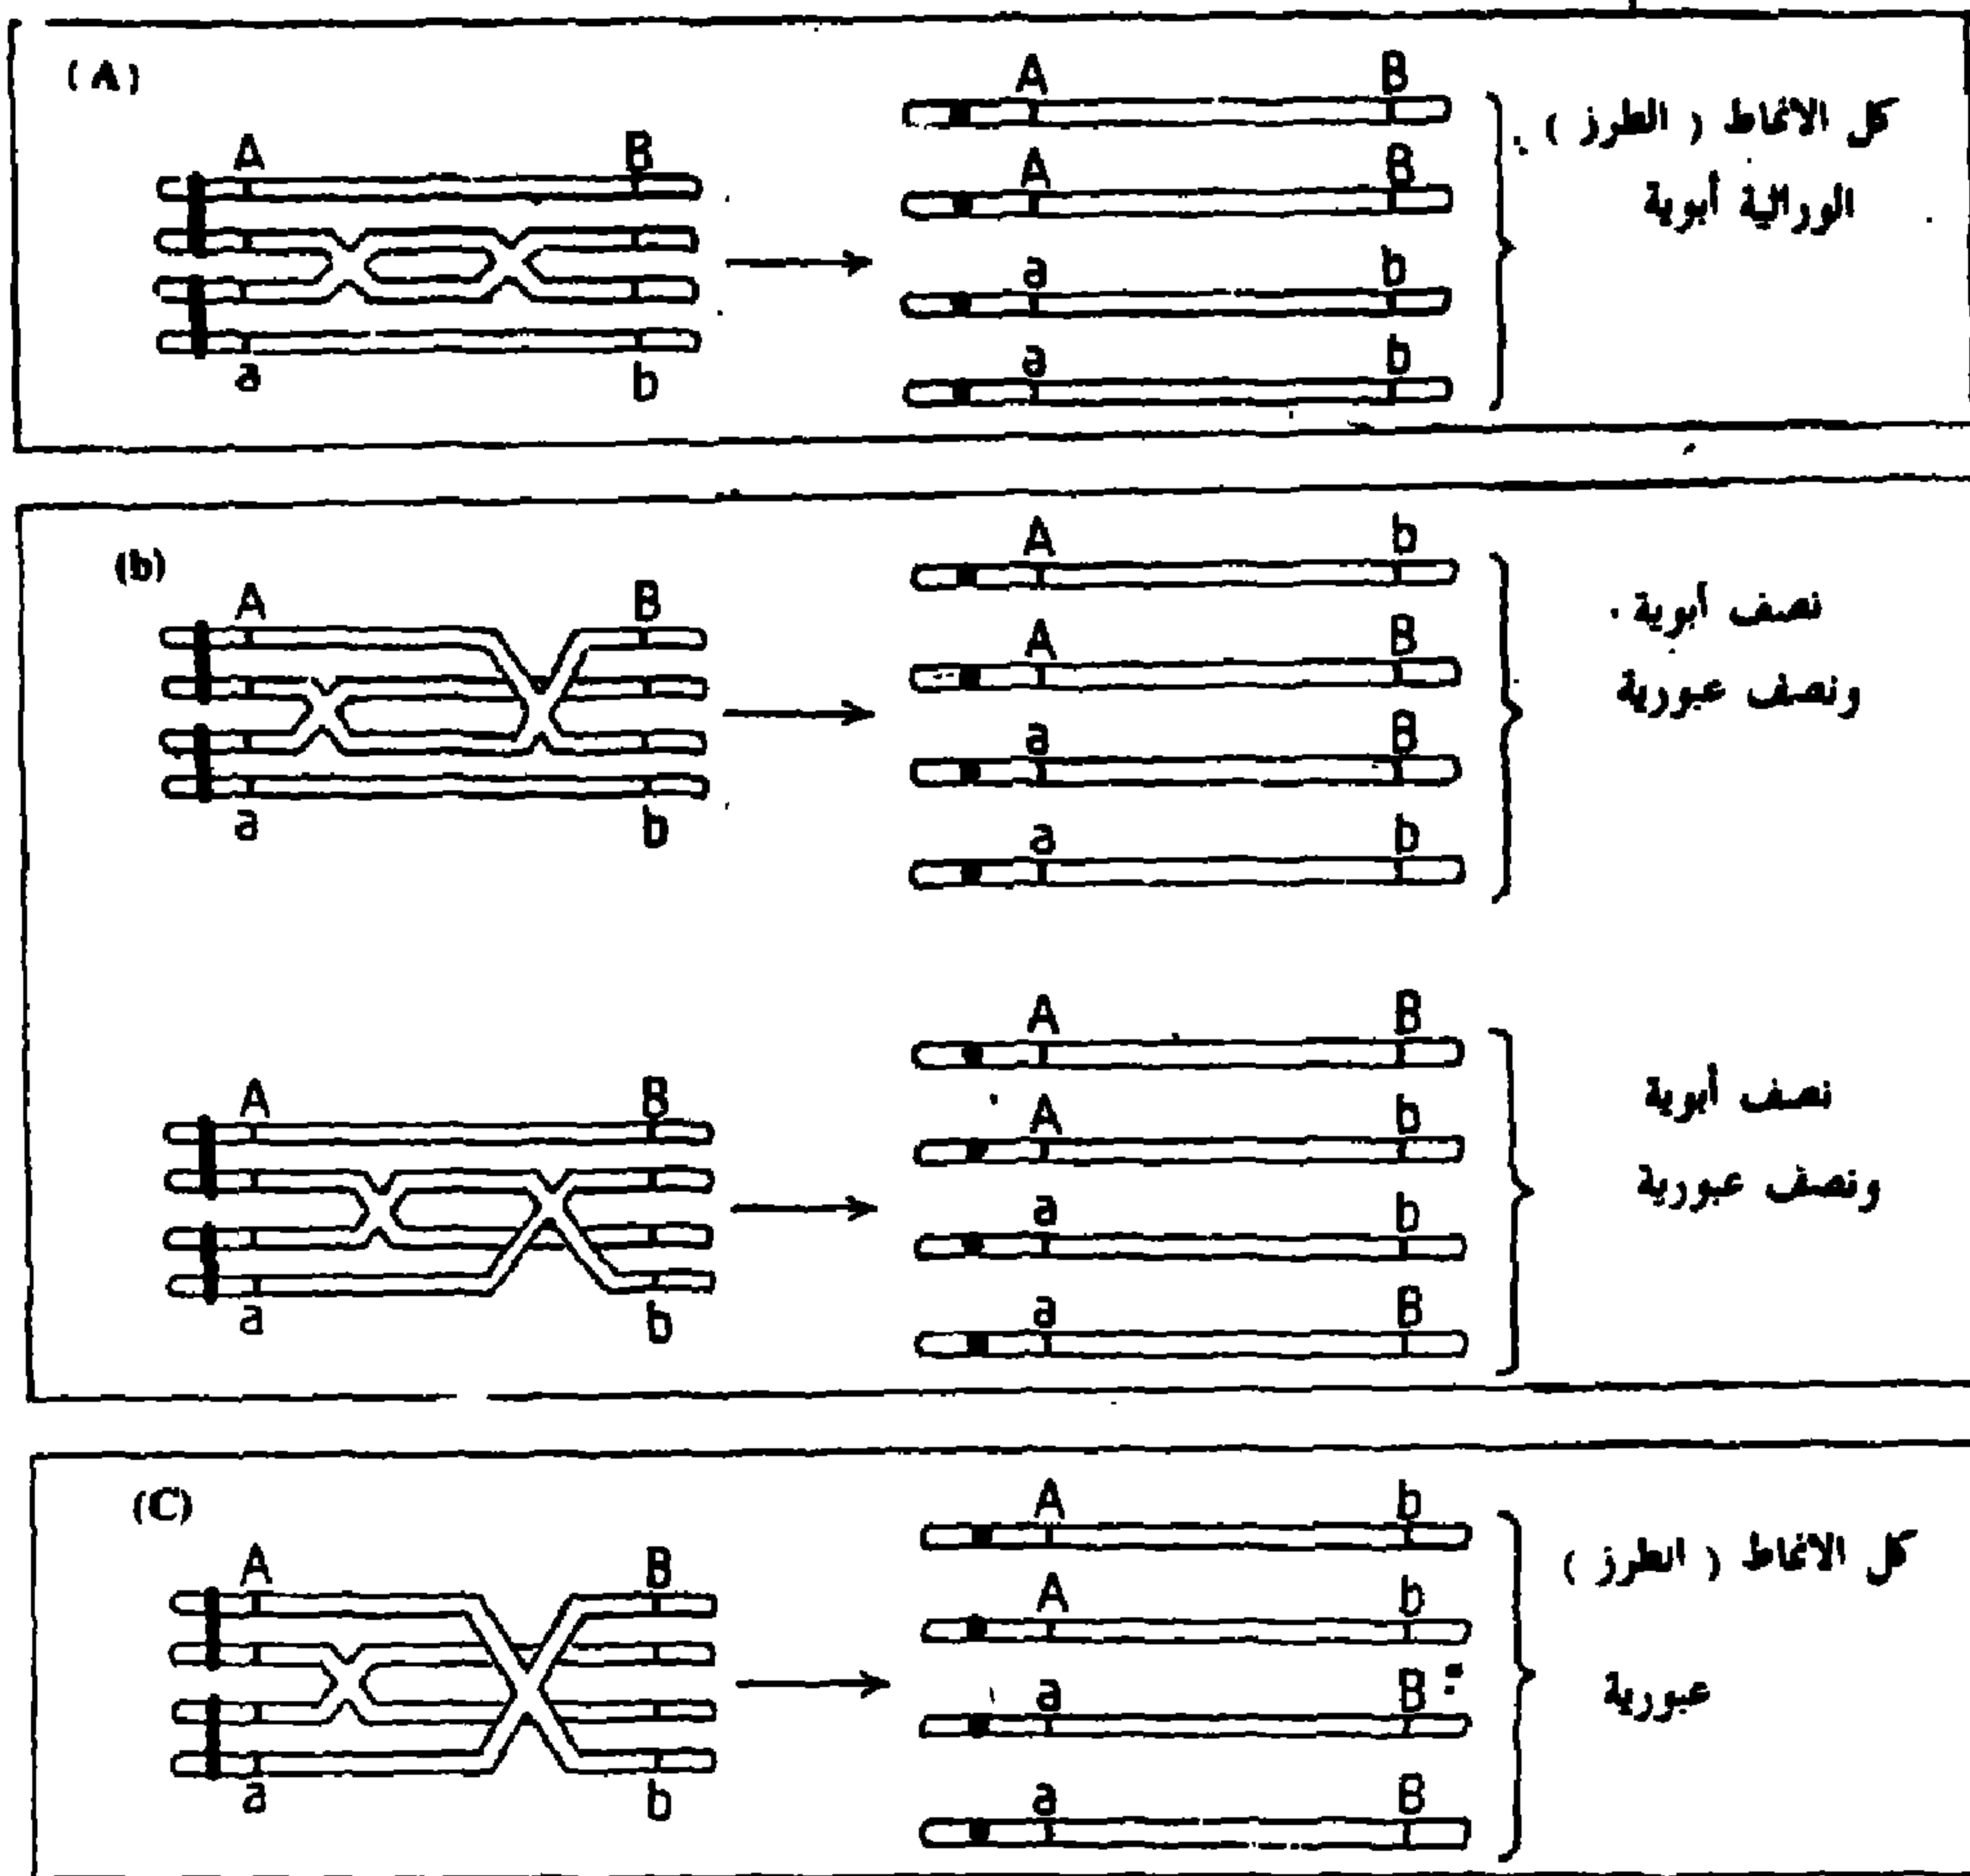 (A)
A B
a b
A B
A B
a b
a b
كل الانماط ( الطرز )
الوراثية أبوية
(b)
A B
a b
A b
A B
a B
a b
نصف أبوية
ونصف عبورية
A B
a b
A B
A b
a b
a B
نصف أبوية
ونصف عبورية
(C)
A B
a b
A b
A b
a B
a B
كل الانماط ( الطرز )
عبورية